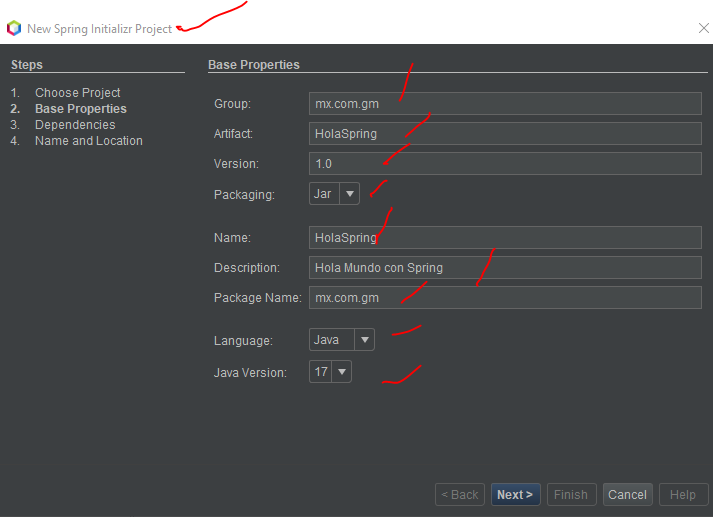 New Spring Initializr Project
Steps
1. Choose Project
2. Base Properties
3. Dependencies
4. Name and Location
Base Properties
Group: mx.com.gm
Artifact: HolaSpring
Version: 1.0
Packaging: Jar
Name: HolaSpring
Description: Hola Mundo con Spring
Package Name: mx.com.gm
Language: Java
Java Version: 17
< Back Next > Finish Cancel Help